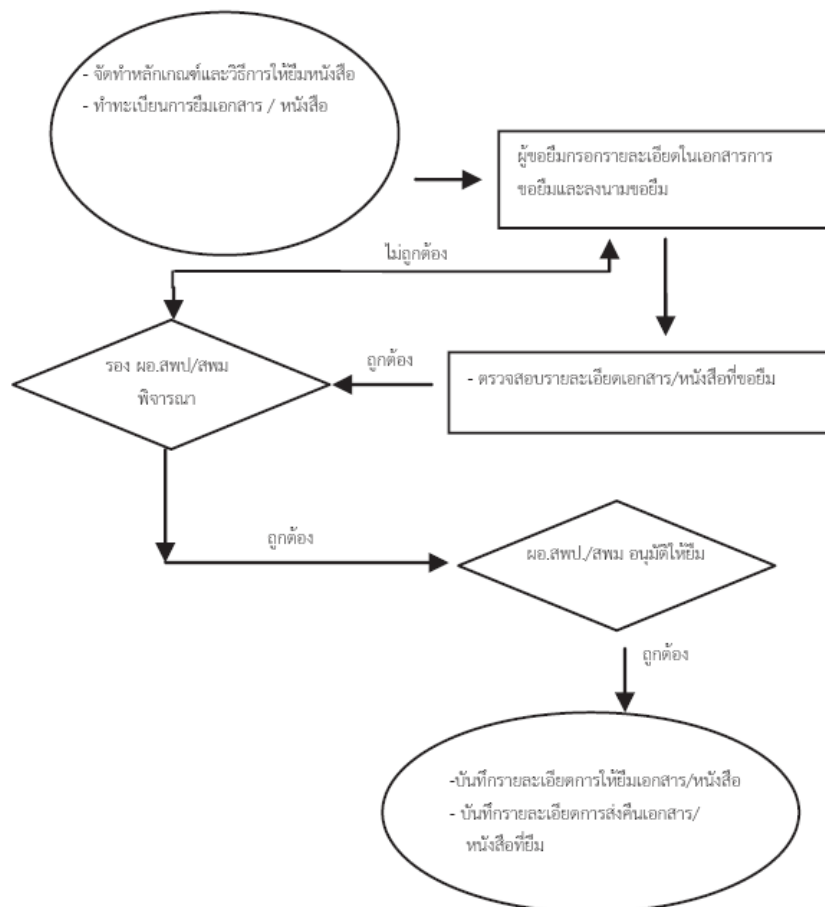 - จัดทำหลักเกณฑ์และวิธีการให้ยืมหนังสือ
- ทำทะเบียนการยืมเอกสาร / หนังสือ
ผู้ขอยืมกรอกรายละเอียดในเอกสารการ
ขอยืมและลงนามขอยืม
ไม่ถูกต้อง
รอง ผอ.สพป/สพม
พิจารณา
ถูกต้อง
- ตรวจสอบรายละเอียดเอกสาร/หนังสือที่ขอยืม
ถูกต้อง
ผอ.สพป./สพม อนุมัติให้ยืม
ถูกต้อง
-บันทึกรายละเอียดการให้ยืมเอกสาร/หนังสือ
- บันทึกรายละเอียดการส่งคืนเอกสาร/
หนังสือที่ยืม